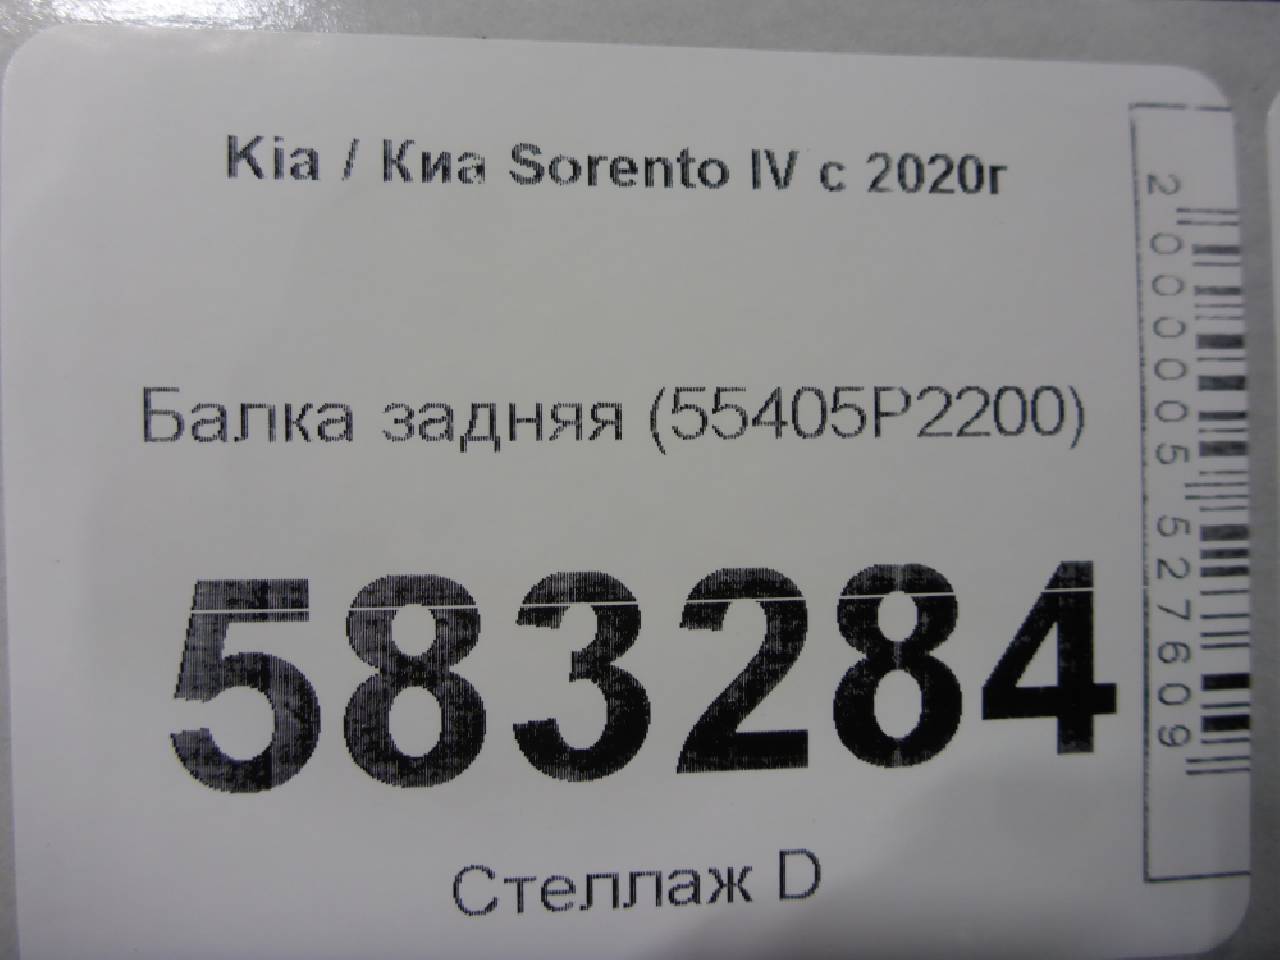 Kia / Киа Sorento IV с 2020г
Балка задняя (55405P2200)
583284
Стеллаж D
2000005527609